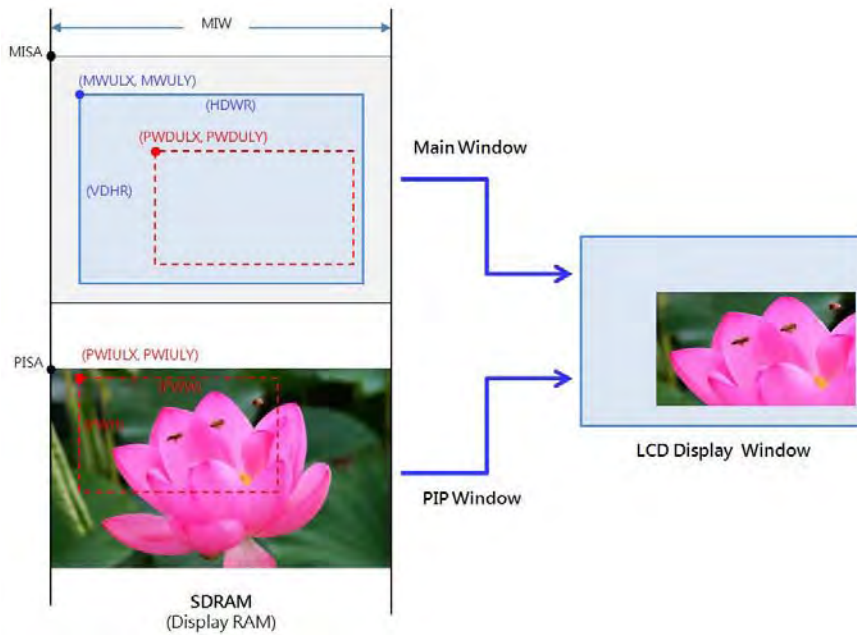 MIW
MISA
(MWULX, MWULY)
(HDWR)
(PWDULX, PWDULY)
(VDHR)
Main Window
PISA
(PWIULX, PWIULY)
LCD Display Window
PIP Window
SDRAM
(Display RAM)